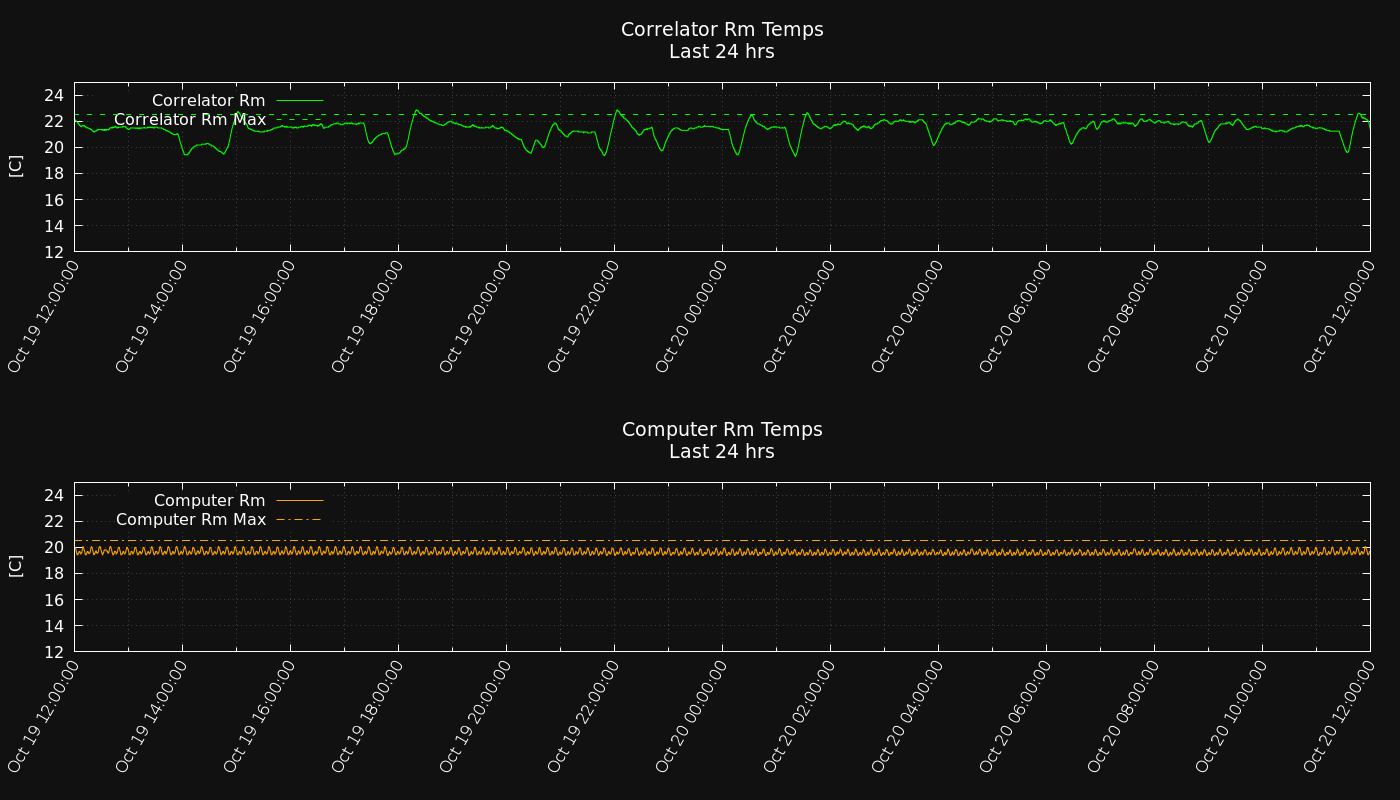 Correlator Rm Temps
Last 24 hrs
Correlator Rm
Correlator Rm Max
[C]
24
22
20
18
16
14
12
Oct 19 12:00:00
Oct 19 14:00:00
Oct 19 16:00:00
Oct 19 18:00:00
Oct 19 20:00:00
Oct 19 22:00:00
Oct 20 00:00:00
Oct 20 02:00:00
Oct 20 04:00:00
Oct 20 06:00:00
Oct 20 08:00:00
Oct 20 10:00:00
Oct 20 12:00:00
Computer Rm Temps
Last 24 hrs
Computer Rm
Computer Rm Max
[C]
24
22
20
18
16
14
12
Oct 19 12:00:00
Oct 19 14:00:00
Oct 19 16:00:00
Oct 19 18:00:00
Oct 19 20:00:00
Oct 19 22:00:00
Oct 20 00:00:00
Oct 20 02:00:00
Oct 20 04:00:00
Oct 20 06:00:00
Oct 20 08:00:00
Oct 20 10:00:00
Oct 20 12:00:00